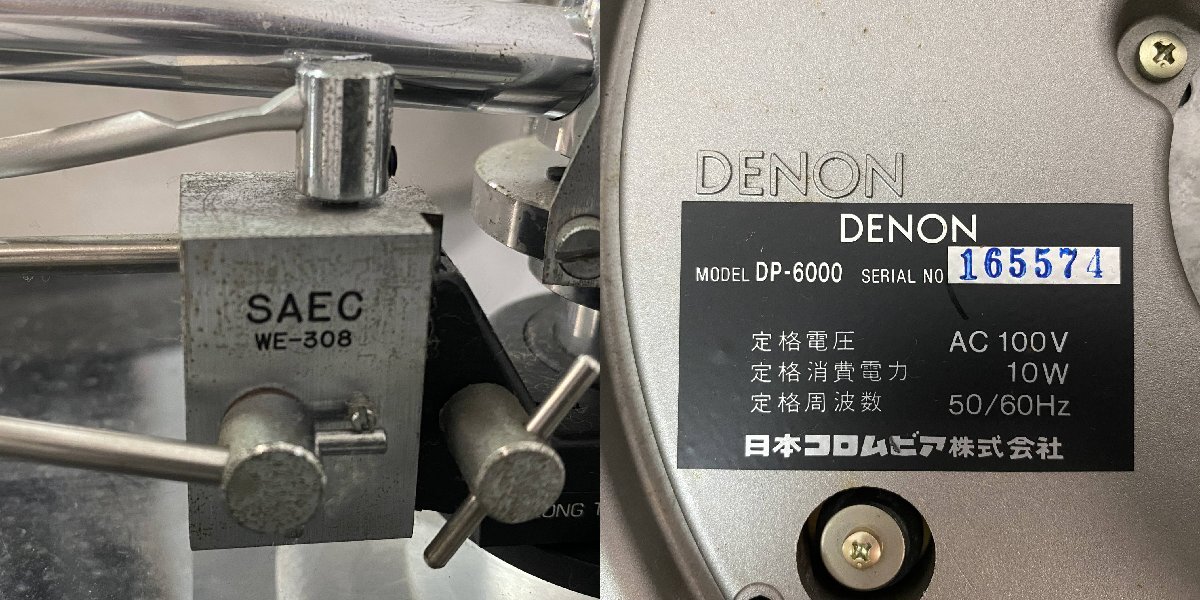 SAEC
WE-308
ONG T
DENON
DENON
MODEL DP-6000 SERIAL NO 165574
定格電圧 AC 100V
定格消費電力 10W
定格周波数 50/60Hz
日本コロムビア株式会社